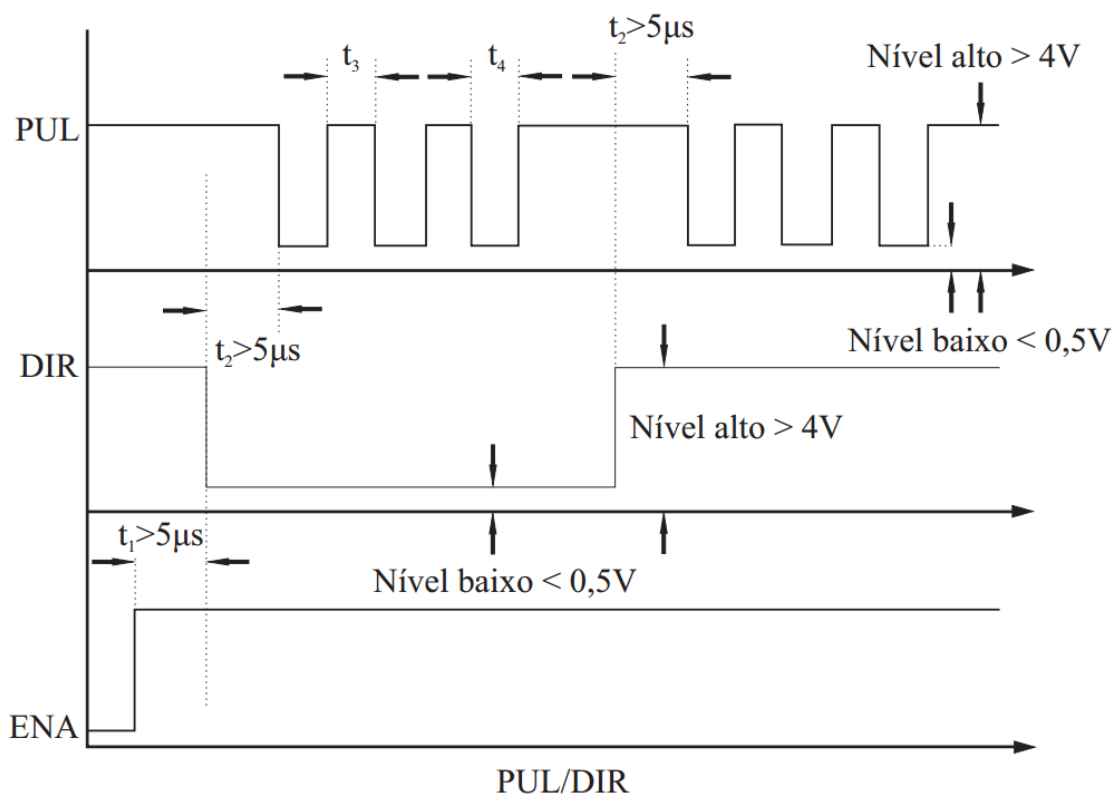 t₂>5µs
t₃
t₄
Nível alto > 4V
PUL
Nível baixo < 0,5V
t₂>5µs
DIR
Nível alto > 4V
t₁>5µs
Nível baixo < 0,5V
ENA
PUL/DIR